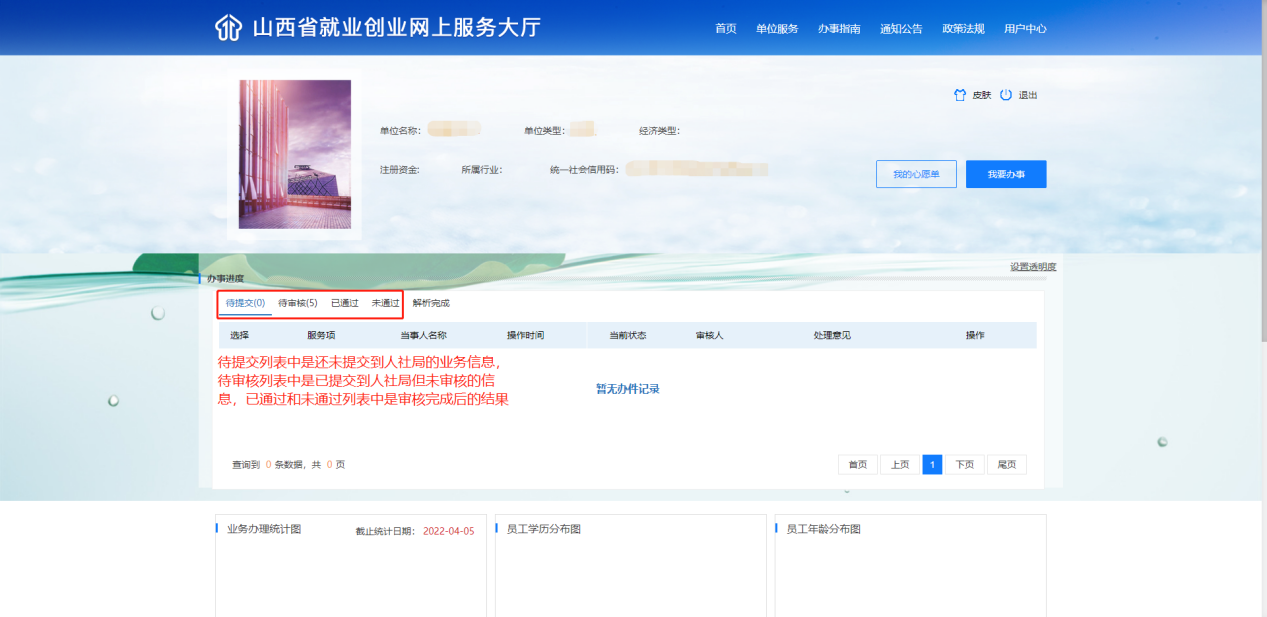 山西省就业创业网上服务大厅
首页 单位服务 办事指南 通知公告 政策法规 用户中心
皮肤 退出
单位名称: 单位类型: 经济类型:
注册资金: 所属行业: 统一社会信用码:
我的心愿单 我要办事
设置透明度
办事进度
待提交(0) 待审核(5) 已通过 未通过 解析完成
选择 服务项 当事人名称 操作时间 当前状态 审核人 处理意见 操作
待提交列表中是还未提交到人社局的业务信息，
待审核列表中是已提交到人社局但未审核的信
息，已通过和未通过列表中是审核完成后的结果
暂无办件记录
查询到 0 条数据，共 0 页
首页 上页 1 下页 尾页
业务办理统计图 截止统计日期: 2022-04-05
员工学历分布图
员工年龄分布图